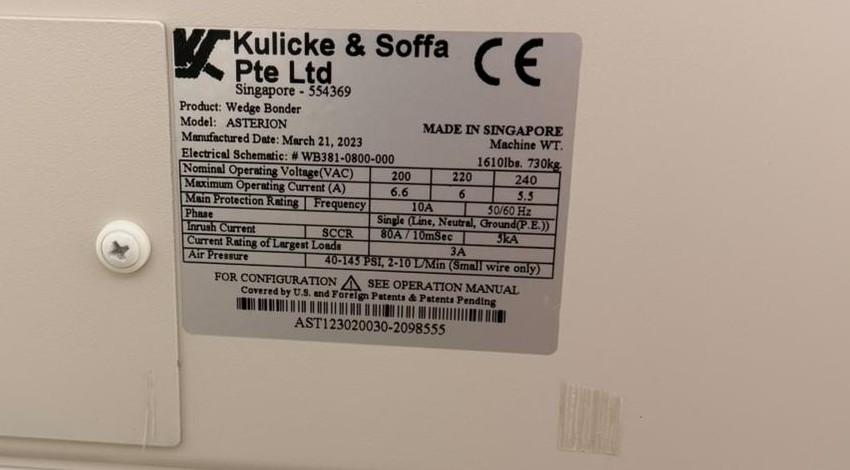 Kulicke & Soffa
Pte Ltd
Singapore - 554369
CE
Product: Wedge Bonder
Model: ASTERION
Manufactured Date: March 21, 2023
MADE IN SINGAPORE
Machine WT.
Electrical Schematic: # WB381-0800-000
1610lbs. 730kg.
Nominal Operating Voltage(VAC) 200 220 240
Maximum Operating Current (A) 6.6 6 5.5
Main Protection Rating Frequency 10A 50/60 Hz
Phase Single (Line, Neutral, Ground(P.E.))
Inrush Current SCCR 80A / 10mSec 5kA
Current Rating of Largest Loads 3A
Air Pressure 40-145 PSI, 2-10 L/Min (Small wire only)
FOR CONFIGURATION SEE OPERATION MANUAL
Covered by U.S. and Foreign Patents & Patents Pending
AST123020030-2098555